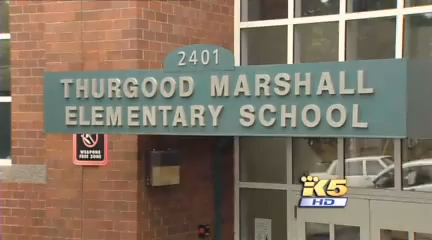 2401
THURGOOD MARSHALL
ELEMENTARY SCHOOL
WEAPONS
FREE ZONE
K5
HD